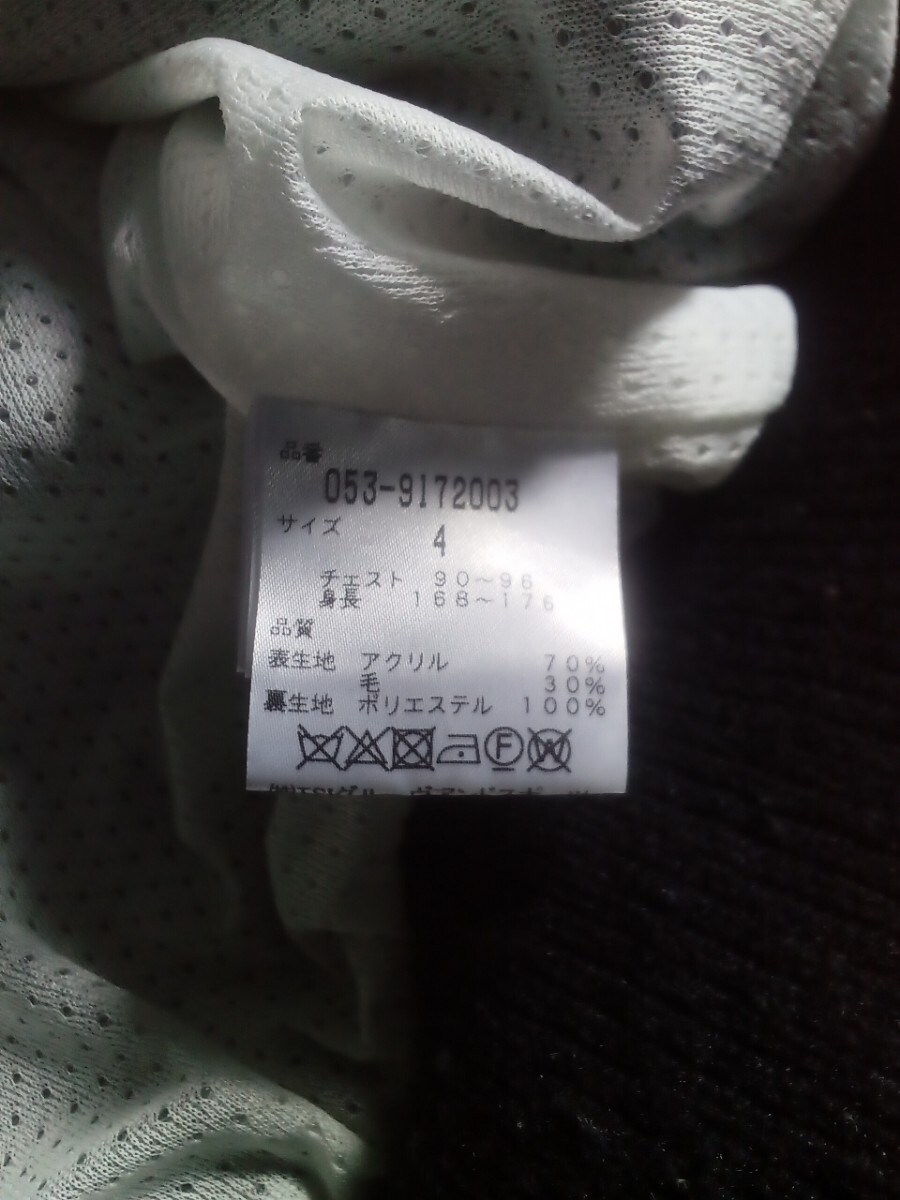 品番
053-9172003
サイズ
4
チェスト 90～98
身長 168～176
品質
表生地 アクリル 70%
毛 30%
裏生地 ポリエステル 100%
F W